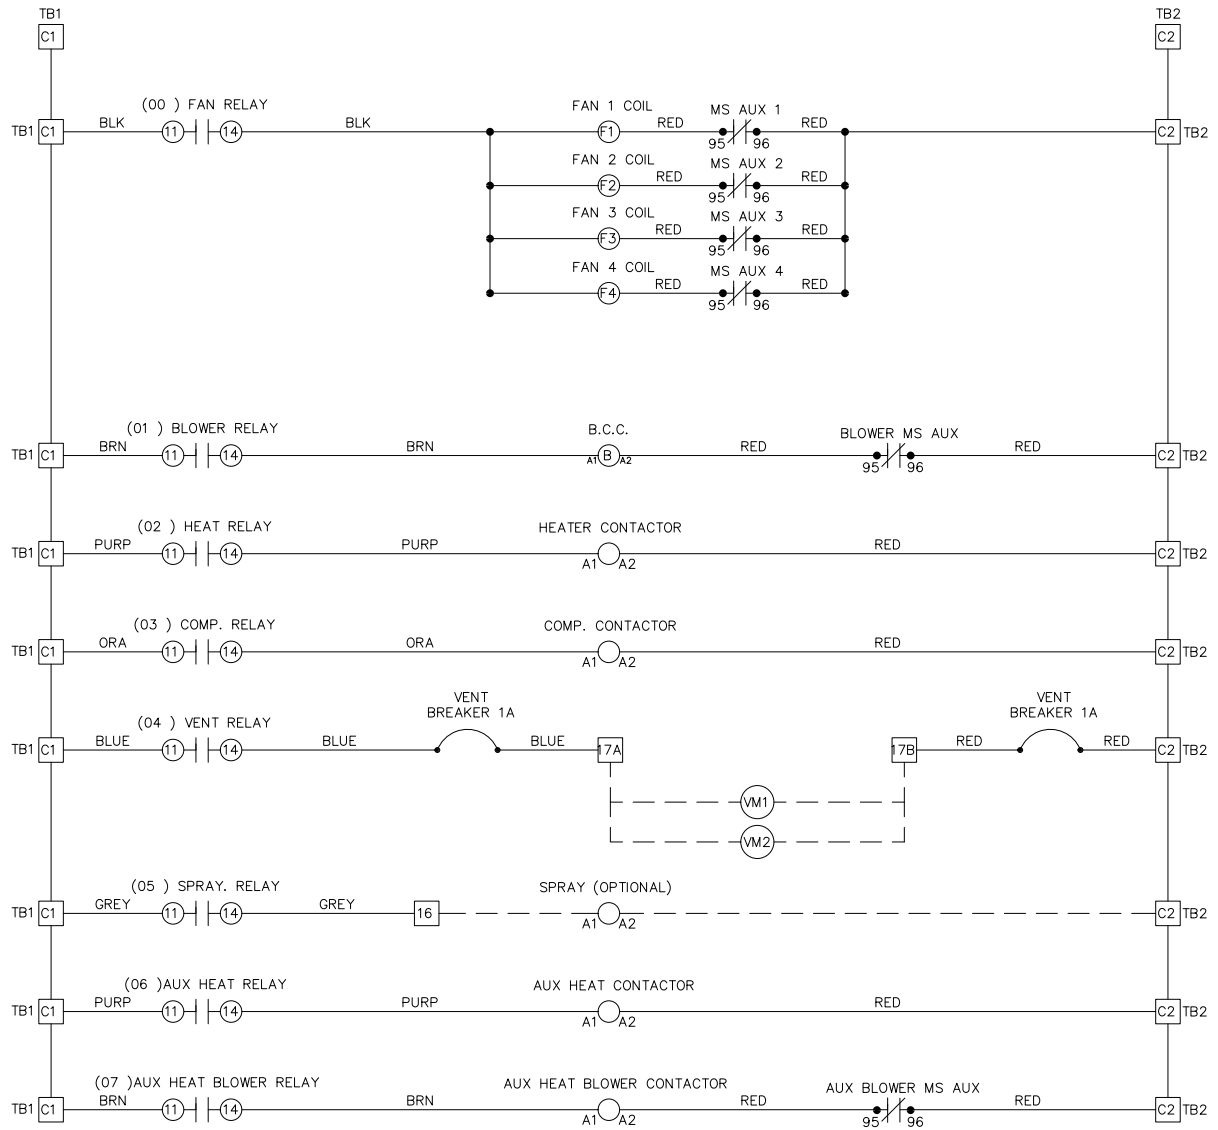 TB1 TB2
C1 C2
(00 ) FAN RELAY FAN 1 COIL MS AUX 1
TB1 C1 BLK 11 14 BLK F1 RED RED C2 TB2
95 96
FAN 2 COIL MS AUX 2
F2 RED RED
95 96
FAN 3 COIL MS AUX 3
F3 RED RED
95 96
FAN 4 COIL MS AUX 4
F4 RED RED
95 96
(01 ) BLOWER RELAY B.C.C. BLOWER MS AUX
TB1 C1 BRN 11 14 BRN A1 B A2 RED RED C2 TB2
95 96
(02 ) HEAT RELAY HEATER CONTACTOR
TB1 C1 PURP 11 14 PURP RED C2 TB2
A1 A2
(03 ) COMP. RELAY COMP. CONTACTOR
TB1 C1 ORA 11 14 ORA RED C2 TB2
A1 A2
VENT VENT
(04 ) VENT RELAY BREAKER 1A BREAKER 1A
TB1 C1 BLUE 11 14 BLUE BLUE 17A 17B RED RED C2 TB2
VM1
VM2
(05 ) SPRAY. RELAY SPRAY (OPTIONAL)
TB1 C1 GREY 11 14 GREY 16 C2 TB2
A1 A2
(06 )AUX HEAT RELAY AUX HEAT CONTACTOR
TB1 C1 PURP 11 14 PURP RED C2 TB2
A1 A2
(07 )AUX HEAT BLOWER RELAY AUX HEAT BLOWER CONTACTOR AUX BLOWER MS AUX
TB1 C1 BRN 11 14 BRN RED RED C2 TB2
A1 A2 95 96